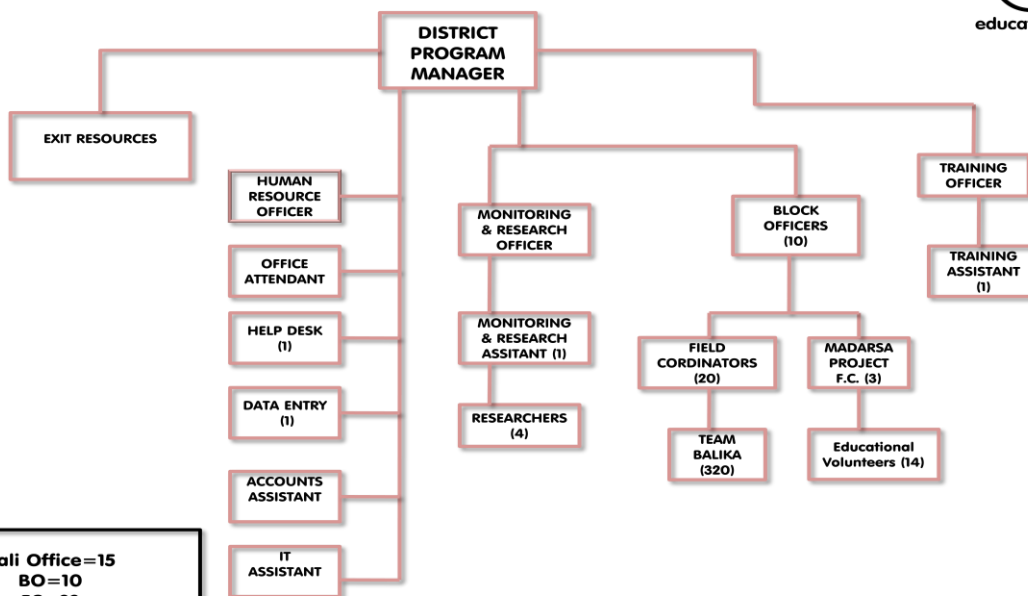 educa
DISTRICT
PROGRAM
MANAGER
EXIT RESOURCES
HUMAN
RESOURCE
OFFICER
OFFICE
ATTENDANT
HELP DESK
(1)
DATA ENTRY
(1)
ACCOUNTS
ASSISTANT
IT
ASSISTANT
MONITORING
& RESEARCH
OFFICER
MONITORING
& RESEARCH
ASSITANT (1)
RESEARCHERS
(4)
BLOCK
OFFICERS
(10)
FIELD
CORDINATORS
(20)
TEAM
BALIKA
(320)
MADARSA
PROJECT
F.C. (3)
Educational
Volunteers (14)
TRAINING
OFFICER
TRAINING
ASSISTANT
(1)
ali Office=15
BO=10